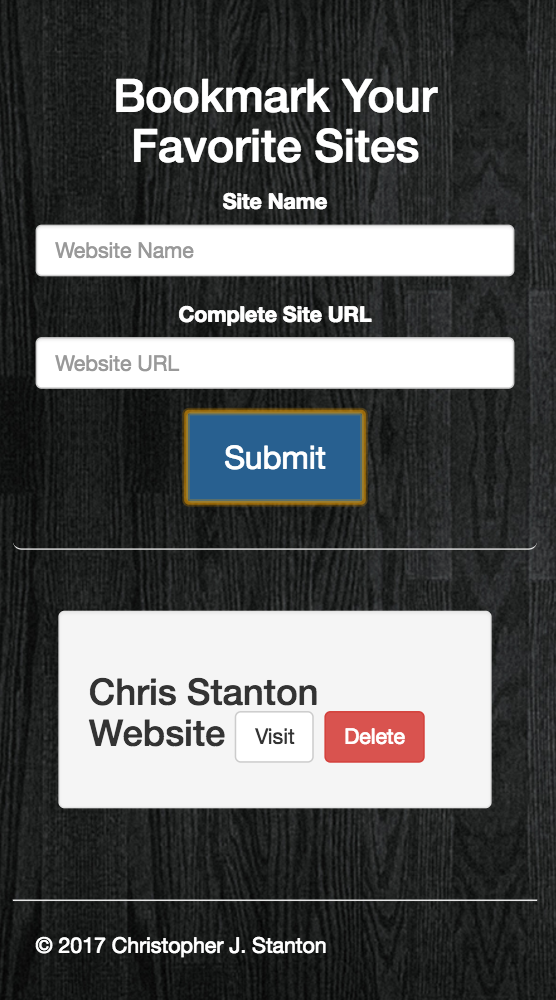 Bookmark Your
Favorite Sites
Site Name
Website Name
Complete Site URL
Website URL
Submit
Chris Stanton
Website Visit Delete
© 2017 Christopher J. Stanton